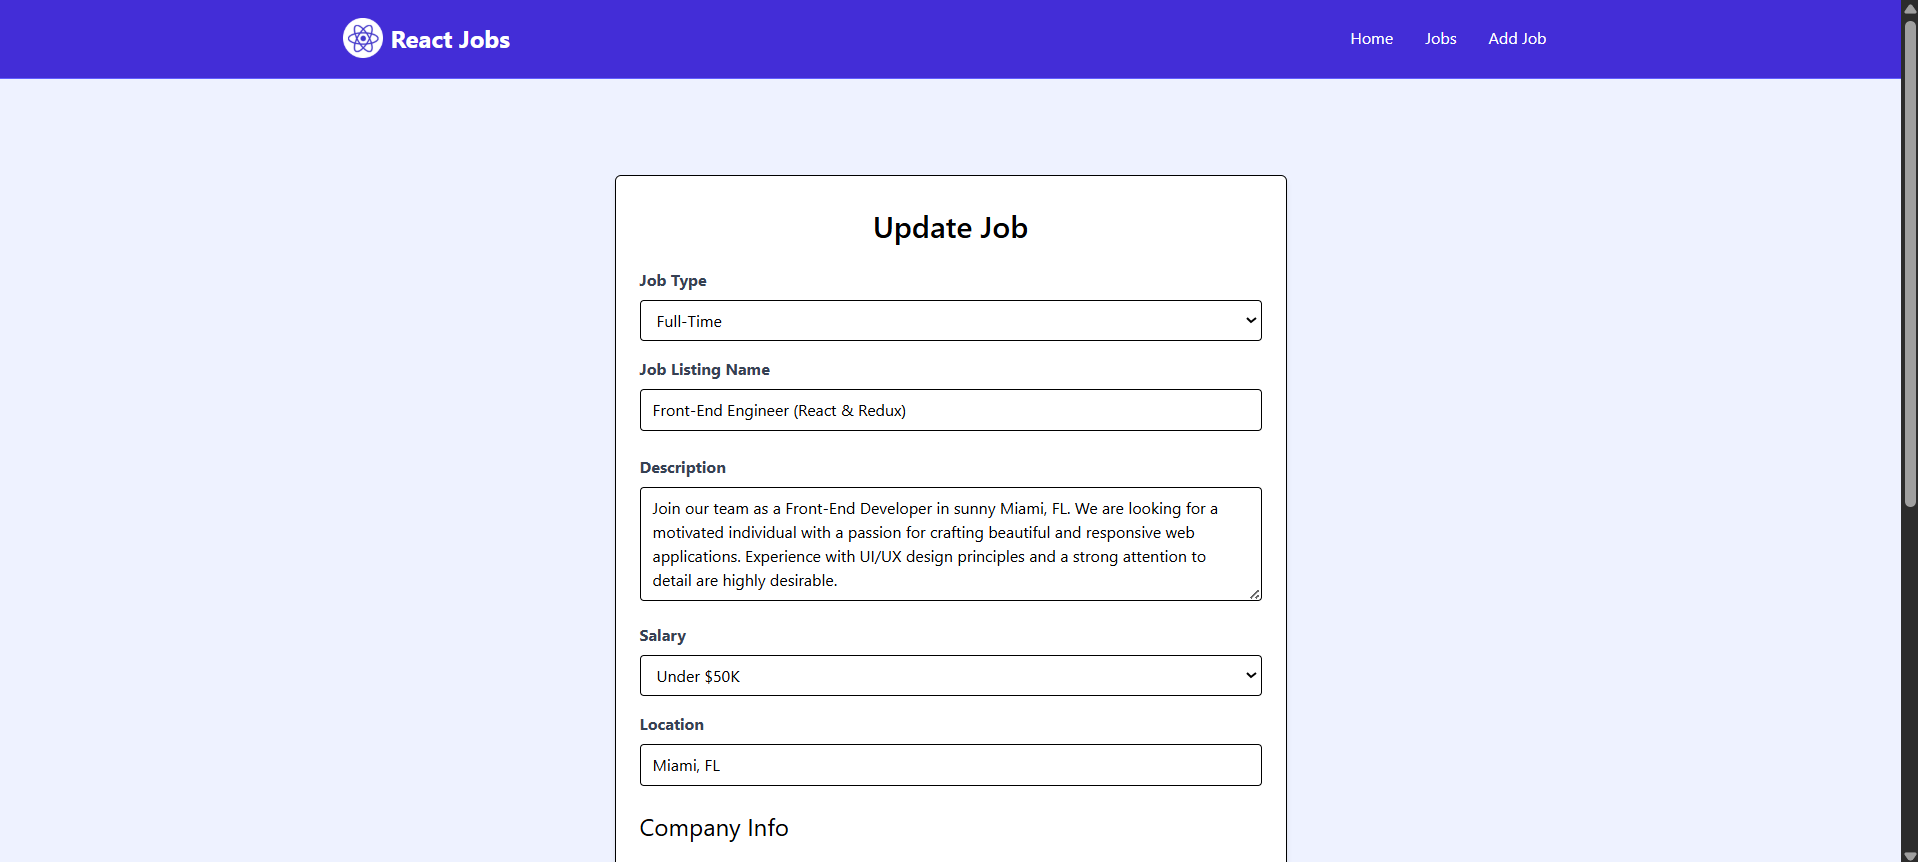 React Jobs
Home
Jobs
Add Job
Update Job
Job Type
Full-Time
Job Listing Name
Front-End Engineer (React & Redux)
Description
Join our team as a Front-End Developer in sunny Miami, FL. We are looking for a
motivated individual with a passion for crafting beautiful and responsive web
applications. Experience with UI/UX design principles and a strong attention to
detail are highly desirable.
Salary
Under $50K
Location
Miami, FL
Company Info